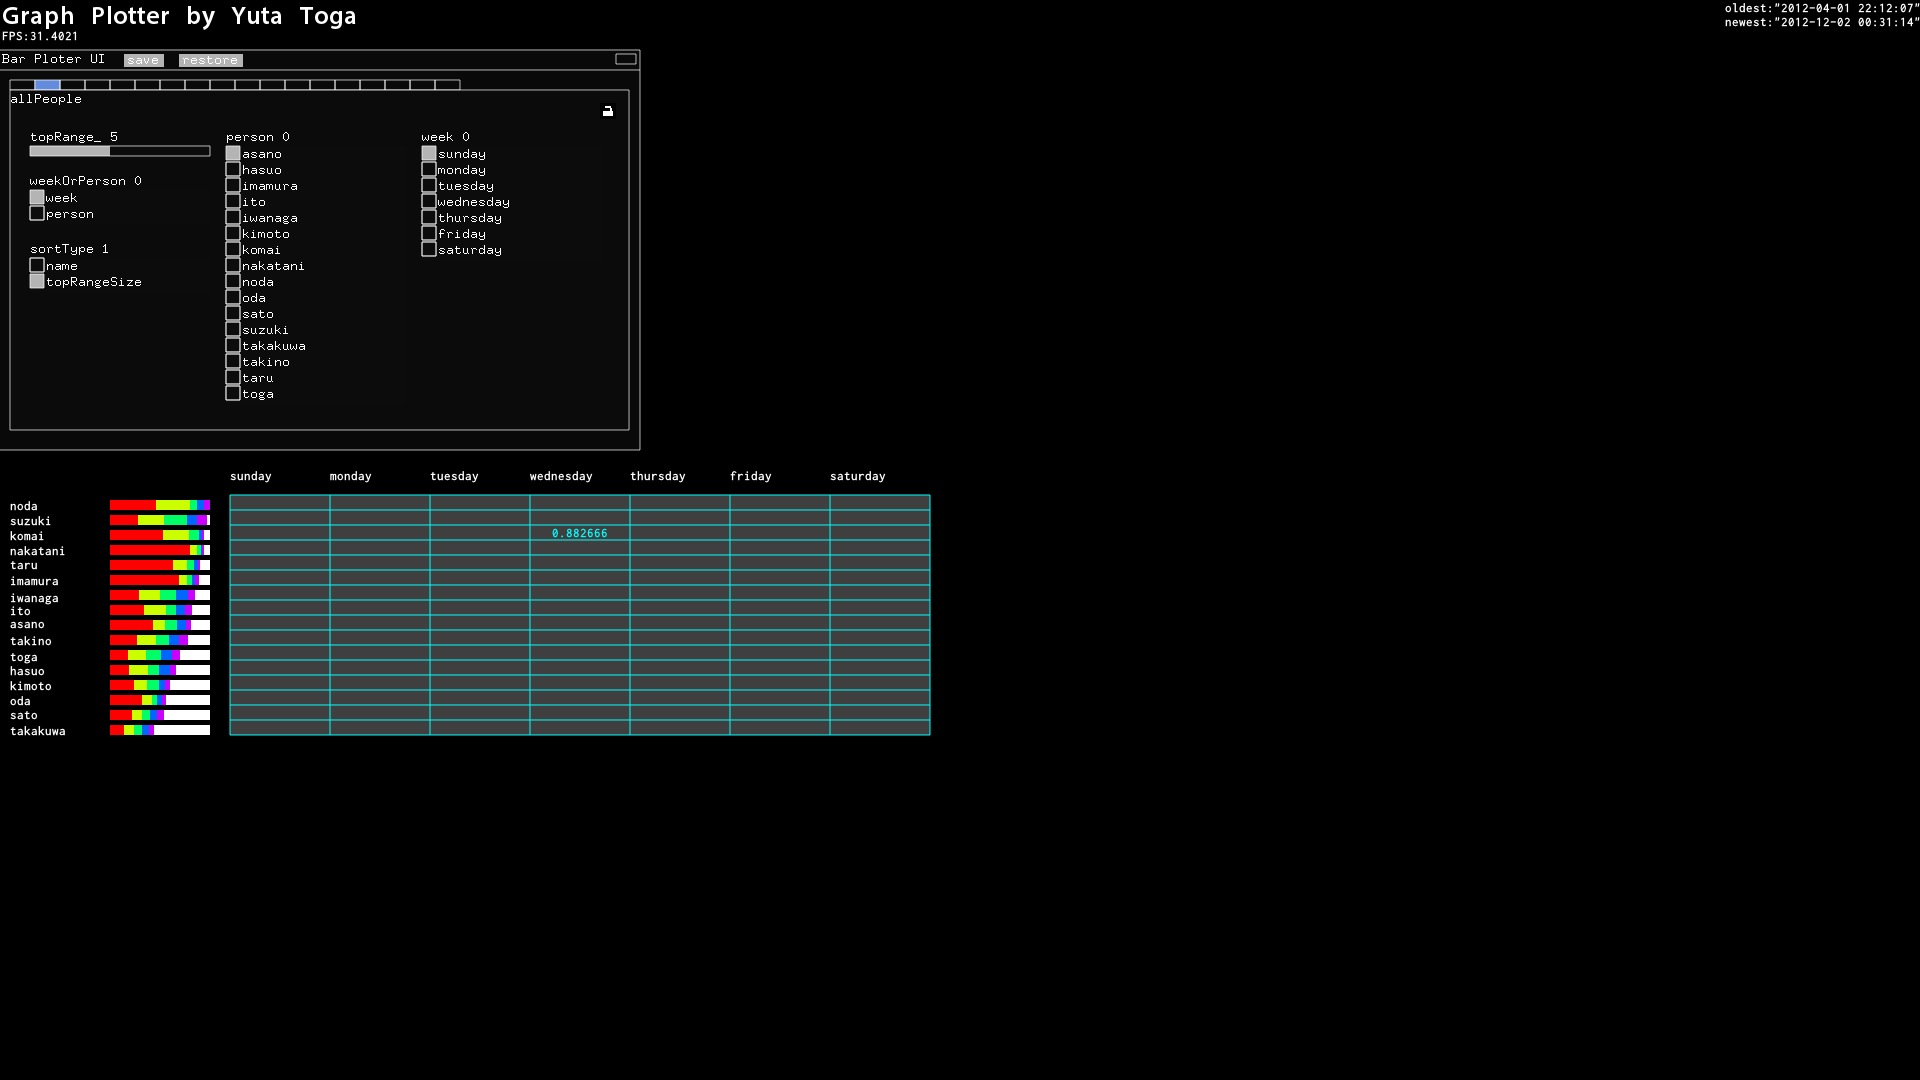 Graph Plotter by Yuta Toga
oldest:"2012-04-01 22:12:07"
newest:"2012-12-02 00:31:14"
FPS:31.4021
Bar Ploter UI save restore
allPeople
topRange_ 5
weekOrPerson 0
week
person
sortType 1
name
topRangeSize
person 0
asano
hasuo
imamura
ito
iwanaga
kimoto
komai
nakatani
noda
oda
sato
suzuki
takakuwa
takino
taru
toga
week 0
sunday
monday
tuesday
wednesday
thursday
friday
saturday
sunday monday tuesday wednesday thursday friday saturday
noda
suzuki
komai 0.882666
nakatani
taru
imamura
iwanaga
ito
asano
takino
toga
hasuo
kimoto
oda
sato
takakuwa